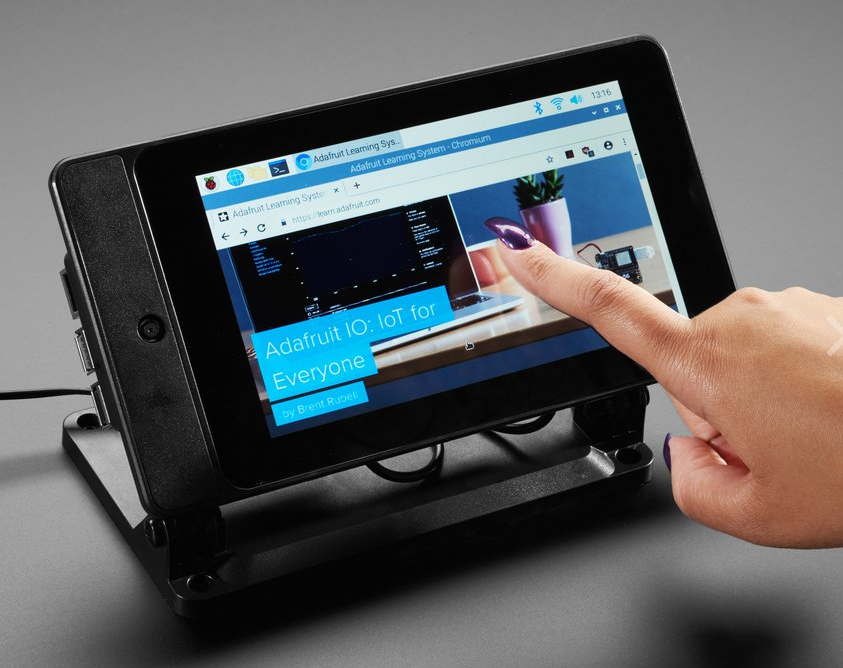 13:16
Adafruit Learning Sys...
Adafruit Learning System - Chromium
Adafruit Learning System
https://learn.adafruit.com
Adafruit IO: IoT for
Everyone
by Brent Rubell